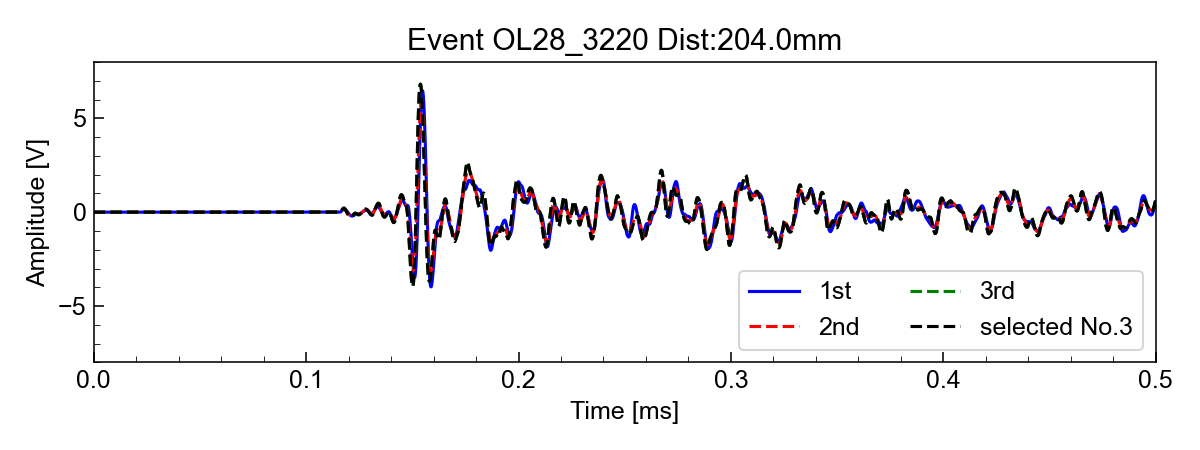 Event OL28_3220 Dist:204.0mm
Amplitude [V]
5
0
−5
1st
2nd
3rd
selected No.3
0.0 0.1 0.2 0.3 0.4 0.5
Time [ms]